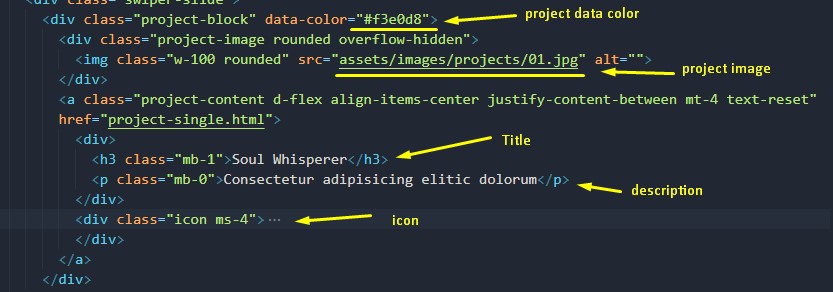 <div class="swiper-slide">
<div class="project-block" data-color="#f3e0d8"> project data color
<div class="project-image rounded overflow-hidden">
<img class="w-100 rounded" src="assets/images/projects/01.jpg" alt=""> project image
</div>
<a class="project-content d-flex align-items-center justify-content-between mt-4 text-reset"
href="project-single.html">
<div>
<h3 class="mb-1">Soul Whisperer</h3> Title
<p class="mb-0">Consectetur adipisicing elitic dolorum</p> description
</div>
<div class="icon ms-4">… icon
</div>
</a>
</div>